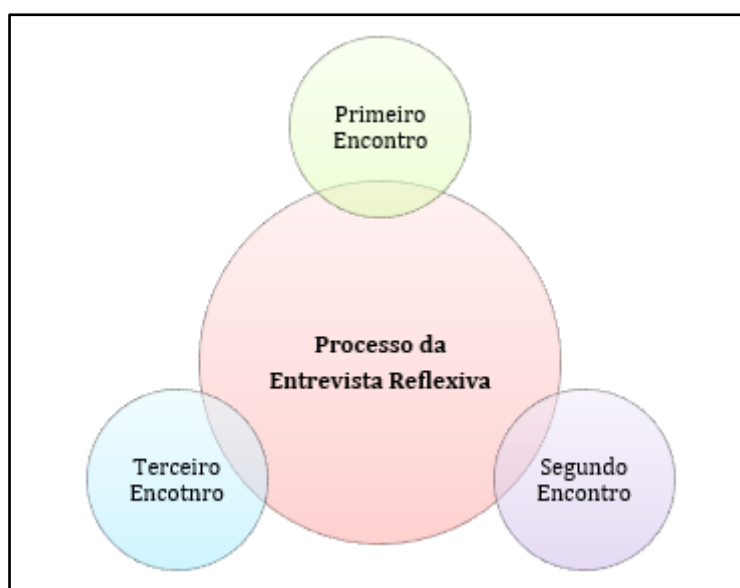 Primeiro
Encontro
Processo da
Entrevista Reflexiva
Terceiro
Encotnro
Segundo
Encontro